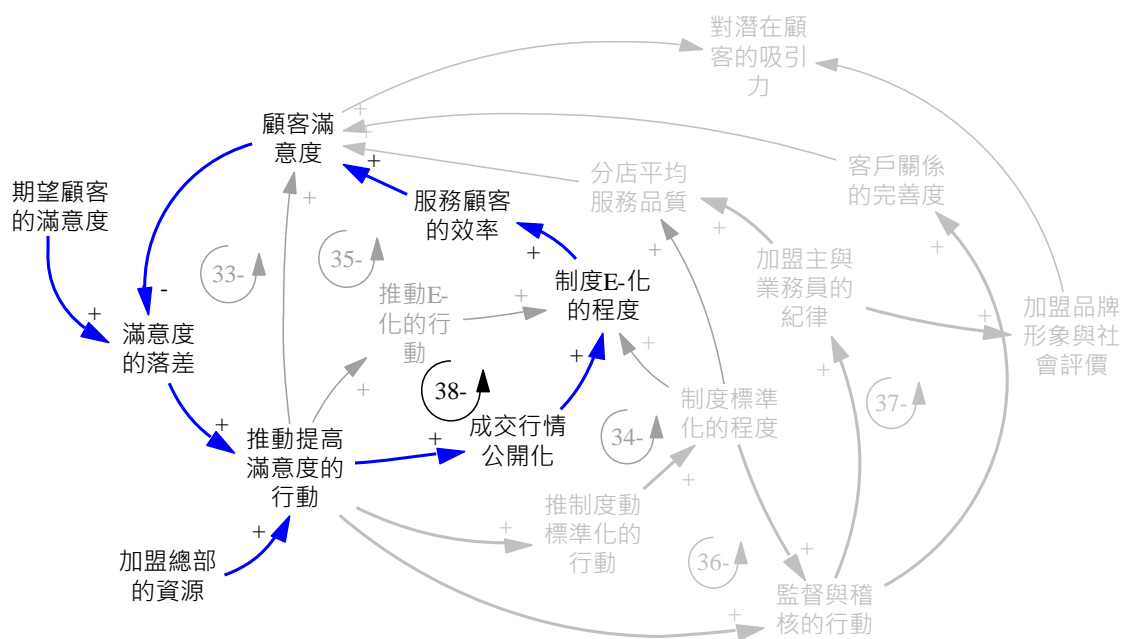 對潛在顧
客的吸引
力
顧客滿
意度
期望顧客
的滿意度
服務顧客
的效率
分店平均
服務品質
客戶關係
的完善度
33-
35-
推動E-
化的行
動
制度E-化
的程度
加盟主與
業務員的
紀律
加盟品牌
形象與社
會評價
滿意度
的落差
38-
37-
推動提高
滿意度的
行動
成交行情
公開化
34-
制度標準
化的程度
推制度動
標準化的
行動
加盟總部
的資源
36-
監督與稽
核的行動
+
+
+
+
+
+
+
+
+
+
+
-
+
+
+
+
+
+
+
+
+
+
+
+
+